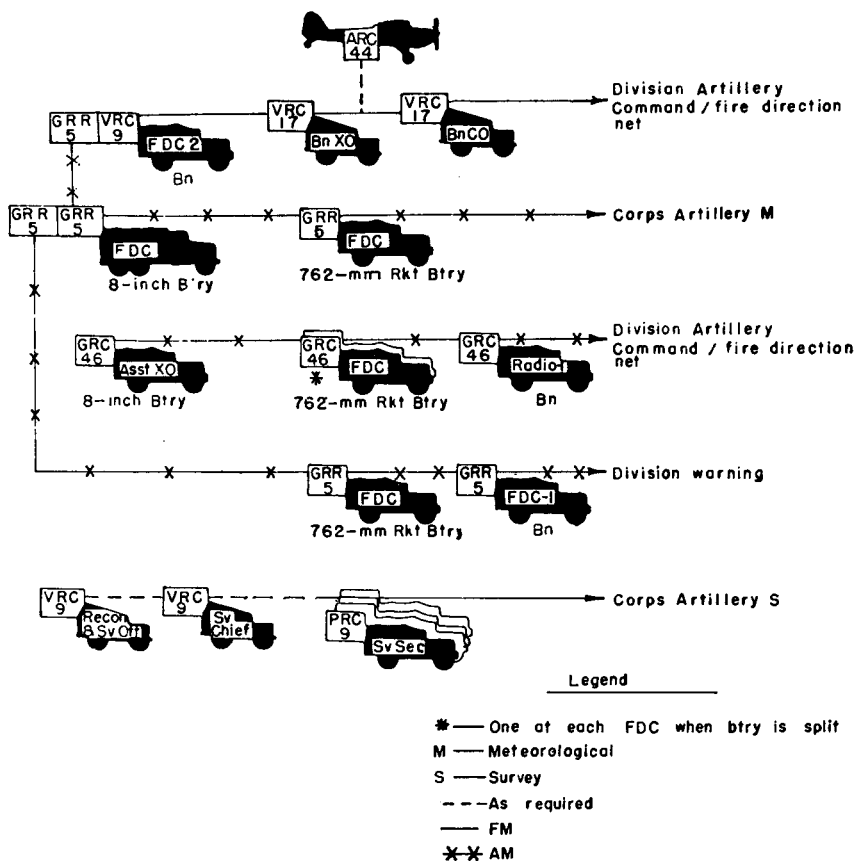 ARC
44
GRR
5
VRC
9
FDC 2
Bn
VRC
17
Bn XO
VRC
17
Bn CO
Division Artillery
Command / fire direction
net
GRR
5
GRR
5
FDC
8-inch B'ry
GRR
5
FDC
762-mm Rkt Btry
Corps Artillery M
GRC
46
Asst XO
8-inch Btry
GRC
46
*
FDC
762-mm Rkt Btry
GRC
46
Radio-1
Bn
Division Artillery
Command / fire direction
net
GRR
5
FDC
762-mm Rkt Btry
GRR
5
FDC-1
Bn
Division warning
VRC
9
Recon
& Sv Off
VRC
9
Sv
Chief
PRC
9
Sv Sec
Corps Artillery S
Legend
* — One at each FDC when btry is split
M — Meteorological
S — Survey
--- As required
— FM
X X AM